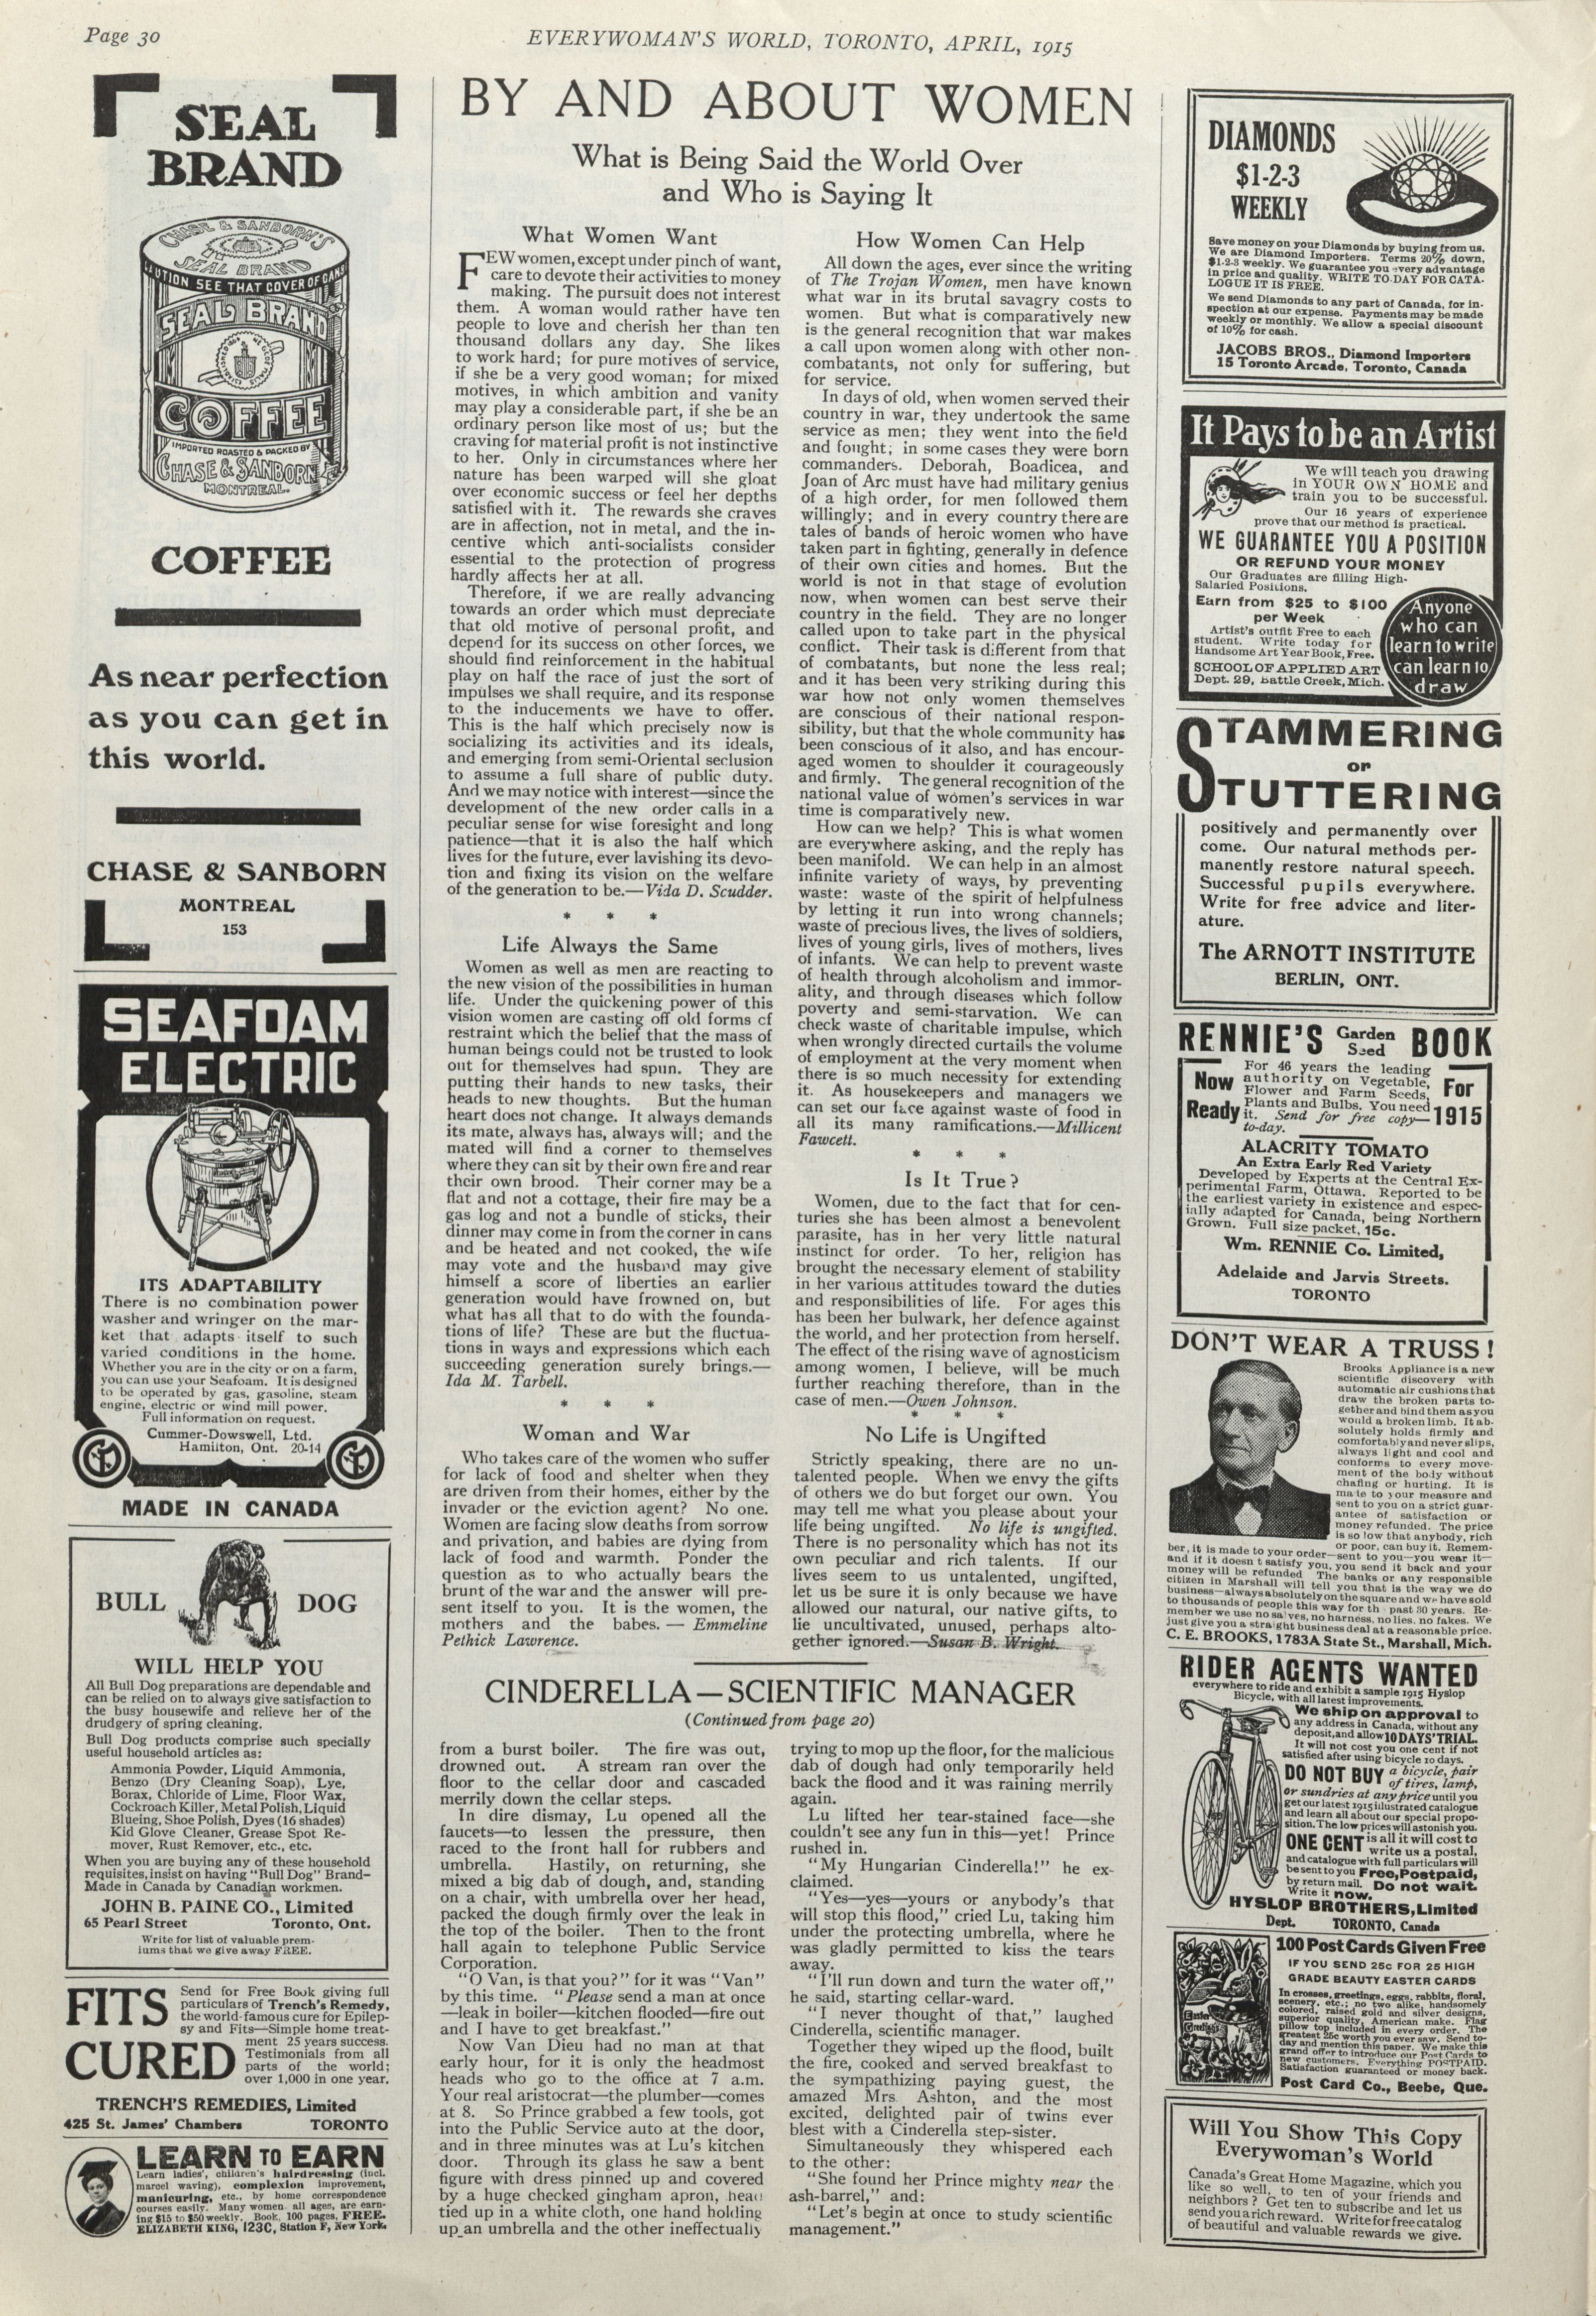 Page 30
EVERYWOMAN'S WORLD, TORONTO, APRIL, 1915
SEAL
BRAND
CHASE & SANBORN'S
SEAL BRAND
CAUTION SEE THAT COVER OF CAN IS
SEAL BRAND
COFFEE
IMPORTED ROASTED & PACKED BY
CHASE & SANBORN
MONTREAL.
COFFEE
As near perfection
as you can get in
this world.
CHASE & SANBORN
MONTREAL
153
SEAFOAM
ELECTRIC
ITS ADAPTABILITY
There is no combination power
washer and wringer on the mar-
ket that adapts itself to such
varied conditions in the home.
Whether you are in the city or on a farm,
you can use your Seafoam. It is designed
to be operated by gas, gasoline, steam
engine, electric or wind mill power.
Full information on request.
Cummer-Dowswell, Ltd.
Hamilton, Ont. 20-14
MADE IN CANADA
BULL DOG
WILL HELP YOU
All Bull Dog preparations are dependable and
can be relied on to always give satisfaction to
the busy housewife and relieve her of the
drudgery of spring cleaning.
Bull Dog products comprise such specially
useful household articles as:
Ammonia Powder, Liquid Ammonia,
Benzo (Dry Cleaning Soap), Lye,
Borax, Chloride of Lime, Floor Wax,
Cockroach Killer, Metal Polish, Liquid
Blueing, Shoe Polish, Dyes (16 shades)
Kid Glove Cleaner, Grease Spot Re-
mover, Rust Remover, etc., etc.
When you are buying any of these household
requisites, insist on having "Bull Dog" Brand—
Made in Canada by Canadian workmen.
JOHN B. PAINE CO., Limited
65 Pearl Street Toronto, Ont.
Write for list of valuable prem-
iums that we give away FREE.
FITS
CURED
Send for Free Book giving full
particulars of Trench's Remedy,
the world-famous cure for Epilep-
sy and Fits—Simple home treat-
ment 25 years success.
Testimonials from all
parts of the world;
over 1,000 in one year.
TRENCH'S REMEDIES, Limited
425 St. James' Chambers TORONTO
LEARN TO EARN
Learn ladies', children's hairdressing (incl.
marcel waving), complexion improvement,
manicuring, etc., by home correspondence
courses easily. Many women all ages, are earn-
ing $15 to $50 weekly. Book, 100 pages, FREE.
ELIZABETH KING, 123C, Station F, New York.
BY AND ABOUT WOMEN
What is Being Said the World Over
and Who is Saying It
What Women Want
FEW women, except under pinch of want,
care to devote their activities to money
making. The pursuit does not interest
them. A woman would rather have ten
people to love and cherish her than ten
thousand dollars any day. She likes
to work hard; for pure motives of service,
if she be a very good woman; for mixed
motives, in which ambition and vanity
may play a considerable part, if she be an
ordinary person like most of us; but the
craving for material profit is not instinctive
to her. Only in circumstances where her
nature has been warped will she gloat
over economic success or feel her depths
satisfied with it. The rewards she craves
are in affection, not in metal, and the in-
centive which anti-socialists consider
essential to the protection of progress
hardly affects her at all.
Therefore, if we are really advancing
towards an order which must depreciate
that old motive of personal profit, and
depend for its success on other forces, we
should find reinforcement in the habitual
play on half the race of just the sort of
impulses we shall require, and its response
to the inducements we have to offer.
This is the half which precisely now is
socializing its activities and its ideals,
and emerging from semi-Oriental seclusion
to assume a full share of public duty.
And we may notice with interest—since the
development of the new order calls in a
peculiar sense for wise foresight and long
patience—that it is also the half which
lives for the future, ever lavishing its devo-
tion and fixing its vision on the welfare
of the generation to be.—Vida D. Scudder.
* * *
Life Always the Same
Women as well as men are reacting to
the new vision of the possibilities in human
life. Under the quickening power of this
vision women are casting off old forms of
restraint which the belief that the mass of
human beings could not be trusted to look
out for themselves had spun. They are
putting their hands to new tasks, their
heads to new thoughts. But the human
heart does not change. It always demands
its mate, always has, always will; and the
mated will find a corner to themselves
where they can sit by their own fire and rear
their own brood. Their corner may be a
flat and not a cottage, their fire may be a
gas log and not a bundle of sticks, their
dinner may come in from the corner in cans
and be heated and not cooked, the wife
may vote and the husband may give
himself a score of liberties an earlier
generation would have frowned on, but
what has all that to do with the founda-
tions of life? These are but the fluctua-
tions in ways and expressions which each
succeeding generation surely brings.—
Ida M. Tarbell.
* * *
Woman and War
Who takes care of the women who suffer
for lack of food and shelter when they
are driven from their homes, either by the
invader or the eviction agent? No one.
Women are facing slow deaths from sorrow
and privation, and babies are dying from
lack of food and warmth. Ponder the
question as to who actually bears the
brunt of the war and the answer will pre-
sent itself to you. It is the women, the
mothers and the babes. — Emmeline
Pethick Lawrence.
How Women Can Help
All down the ages, ever since the writing
of The Trojan Women, men have known
what war in its brutal savagry costs to
women. But what is comparatively new
is the general recognition that war makes
a call upon women along with other non-
combatants, not only for suffering, but
for service.
In days of old, when women served their
country in war, they undertook the same
service as men; they went into the field
and fought; in some cases they were born
commanders. Deborah, Boadicea, and
Joan of Arc must have had military genius
of a high order, for men followed them
willingly; and in every country there are
tales of bands of heroic women who have
taken part in fighting, generally in defence
of their own cities and homes. But the
world is not in that stage of evolution
now, when women can best serve their
country in the field. They are no longer
called upon to take part in the physical
conflict. Their task is different from that
of combatants, but none the less real;
and it has been very striking during this
war how not only women themselves
are conscious of their national respon-
sibility, but that the whole community has
been conscious of it also, and has encour-
aged women to shoulder it courageously
and firmly. The general recognition of the
national value of women's services in war
time is comparatively new.
How can we help? This is what women
are everywhere asking, and the reply has
been manifold. We can help in an almost
infinite variety of ways, by preventing
waste: waste of the spirit of helpfulness
by letting it run into wrong channels;
waste of precious lives, the lives of soldiers,
lives of young girls, lives of mothers, lives
of infants. We can help to prevent waste
of health through alcoholism and immor-
ality, and through diseases which follow
poverty and semi-starvation. We can
check waste of charitable impulse, which
when wrongly directed curtails the volume
of employment at the very moment when
there is so much necessity for extending
it. As housekeepers and managers we
can set our face against waste of food in
all its many ramifications.—Millicent
Fawcett.
* * *
Is It True?
Women, due to the fact that for cen-
turies she has been almost a benevolent
parasite, has in her very little natural
instinct for order. To her, religion has
brought the necessary element of stability
in her various attitudes toward the duties
and responsibilities of life. For ages this
has been her bulwark, her defence against
the world, and her protection from herself.
The effect of the rising wave of agnosticism
among women, I believe, will be much
further reaching therefore, than in the
case of men.—Owen Johnson.
* * *
No Life is Ungifted
Strictly speaking, there are no un-
talented people. When we envy the gifts
of others we do but forget our own. You
may tell me what you please about your
life being ungifted. No life is ungifted.
There is no personality which has not its
own peculiar and rich talents. If our
lives seem to us untalented, ungifted,
let us be sure it is only because we have
allowed our natural, our native gifts, to
lie uncultivated, unused, perhaps alto-
gether ignored.—Susan B. Wright.
CINDERELLA—SCIENTIFIC MANAGER
(Continued from page 20)
from a burst boiler. The fire was out,
drowned out. A stream ran over the
floor to the cellar door and cascaded
merrily down the cellar steps.
In dire dismay, Lu opened all the
faucets—to lessen the pressure, then
raced to the front hall for rubbers and
umbrella. Hastily, on returning, she
mixed a big dab of dough, and, standing
on a chair, with umbrella over her head,
packed the dough firmly over the leak in
the top of the boiler. Then to the front
hall again to telephone Public Service
Corporation.
"O Van, is that you?" for it was "Van"
by this time. "Please send a man at once
—leak in boiler—kitchen flooded—fire out
and I have to get breakfast."
Now Van Dieu had no man at that
early hour, for it is only the headmost
heads who go to the office at 7 a.m.
Your real aristocrat—the plumber—comes
at 8. So Prince grabbed a few tools, got
into the Public Service auto at the door,
and in three minutes was at Lu's kitchen
door. Through its glass he saw a bent
figure with dress pinned up and covered
by a huge checked gingham apron, head
tied up in a white cloth, one hand holding
up an umbrella and the other ineffectually
trying to mop up the floor, for the malicious
dab of dough had only temporarily held
back the flood and it was raining merrily
again.
Lu lifted her tear-stained face—she
couldn't see any fun in this—yet! Prince
rushed in.
"My Hungarian Cinderella!" he ex-
claimed.
"Yes—yes—yours or anybody's that
will stop this flood," cried Lu, taking him
under the protecting umbrella, where he
was gladly permitted to kiss the tears
away.
"I'll run down and turn the water off,"
he said, starting cellar-ward.
"I never thought of that," laughed
Cinderella, scientific manager.
Together they wiped up the flood, built
the fire, cooked and served breakfast to
the sympathizing paying guest, the
amazed Mrs. Ashton, and the most
excited, delighted pair of twins ever
blest with a Cinderella step-sister.
Simultaneously they whispered each
to the other:
"She found her Prince mighty near the
ash-barrel," and:
"Let's begin at once to study scientific
management."
DIAMONDS
$1-2-3
WEEKLY
Save money on your Diamonds by buying from us.
We are Diamond Importers. Terms 20% down,
$1-2-3 weekly. We guarantee you every advantage
in price and quality. WRITE TO-DAY FOR CATA-
LOGUE IT IS FREE.
We send Diamonds to any part of Canada, for in-
spection at our expense. Payments may be made
weekly or monthly. We allow a special discount
of 10% for cash.
JACOBS BROS., Diamond Importers
15 Toronto Arcade, Toronto, Canada
It Pays to be an Artist
We will teach you drawing
in YOUR OWN HOME and
train you to be successful.
Our 16 years of experience
prove that our method is practical.
WE GUARANTEE YOU A POSITION
OR REFUND YOUR MONEY
Our Graduates are filling High-
Salaried Positions.
Earn from $25 to $100
per Week
Artist's outfit Free to each
student. Write today for
Handsome Art Year Book, Free.
SCHOOL OF APPLIED ART
Dept. 29, Battle Creek, Mich.
Anyone
who can
learn to write
can learn to
draw
STAMMERING
or
STUTTERING
positively and permanently over
come. Our natural methods per-
manently restore natural speech.
Successful pupils everywhere.
Write for free advice and liter-
ature.
The ARNOTT INSTITUTE
BERLIN, ONT.
RENNIE'S Garden Seed BOOK
Now
Ready
For
1915
For 46 years the leading
authority on Vegetable,
Flower and Farm Seeds,
Plants and Bulbs. You need
it. Send for free copy—
to-day.
ALACRITY TOMATO
An Extra Early Red Variety
Developed by Experts at the Central Ex-
perimental Farm, Ottawa. Reported to be
the earliest variety in existence and espec-
ially adapted for Canada, being Northern
Grown. Full size packet, 15c.
Wm. RENNIE Co. Limited,
Adelaide and Jarvis Streets.
TORONTO
DON'T WEAR A TRUSS!
Brooks Appliance is a new
scientific discovery with
automatic air cushions that
draw the broken parts to-
gether and bind them as you
would a broken limb. It ab-
solutely holds firmly and
comfortably and never slips,
always light and cool and
conforms to every move-
ment of the body without
chafing or hurting. It is
made to your measure and
sent to you on a strict guar-
antee of satisfaction or
money refunded. The price
is so low that anybody, rich
or poor, can buy it. Remem-
ber, it is made to your order—sent to you—you wear it—
and if it doesn't satisfy you, you send it back and your
money will be refunded. The banks or any responsible
citizen in Marshall will tell you that is the way we do
business—always absolutely on the square and we have sold
to thousands of people this way for the past 30 years. Re-
member we use no salves, no harness, no lies, no fakes. We
just give you a straight business deal at a reasonable price.
C. E. BROOKS, 1783A State St., Marshall, Mich.
RIDER AGENTS WANTED
everywhere to ride and exhibit a sample 1915 Hyslop
Bicycle, with all latest improvements.
We ship on approval to
any address in Canada, without any
deposit, and allow 10 DAYS' TRIAL.
It will not cost you one cent if not
satisfied after using bicycle 10 days.
DO NOT BUY a bicycle, pair
of tires, lamp,
or sundries at any price until you
get our latest 1915 illustrated catalogue
and learn all about our special propo-
sition. The low prices will astonish you.
ONE CENT is all it will cost to
write us a postal,
and catalogue with full particulars will
be sent to you Free, Postpaid,
by return mail. Do not wait.
Write it now.
HYSLOP BROTHERS, Limited
Dept. TORONTO, Canada
Easter
Greetings
100 Post Cards Given Free
IF YOU SEND 25c FOR 25 HIGH
GRADE BEAUTY EASTER CARDS
In crosses, greetings, eggs, rabbits, floral,
scenery, etc.; no two alike, handsomely
colored, raised gold and silver designs,
superior quality, American make. Flag
pillow top included in every order. The
greatest 25c worth you ever saw. Send to-
day and mention this paper. We make this
grand offer to introduce our Post Cards to
new customers. Everything POSTPAID.
Satisfaction guaranteed or money back.
Post Card Co., Beebe, Que.
Will You Show This Copy
Everywoman's World
Canada's Great Home Magazine, which you
like so well, to ten of your friends and
neighbors? Get ten to subscribe and let us
send you a rich reward. Write for free catalog
of beautiful and valuable rewards we give.